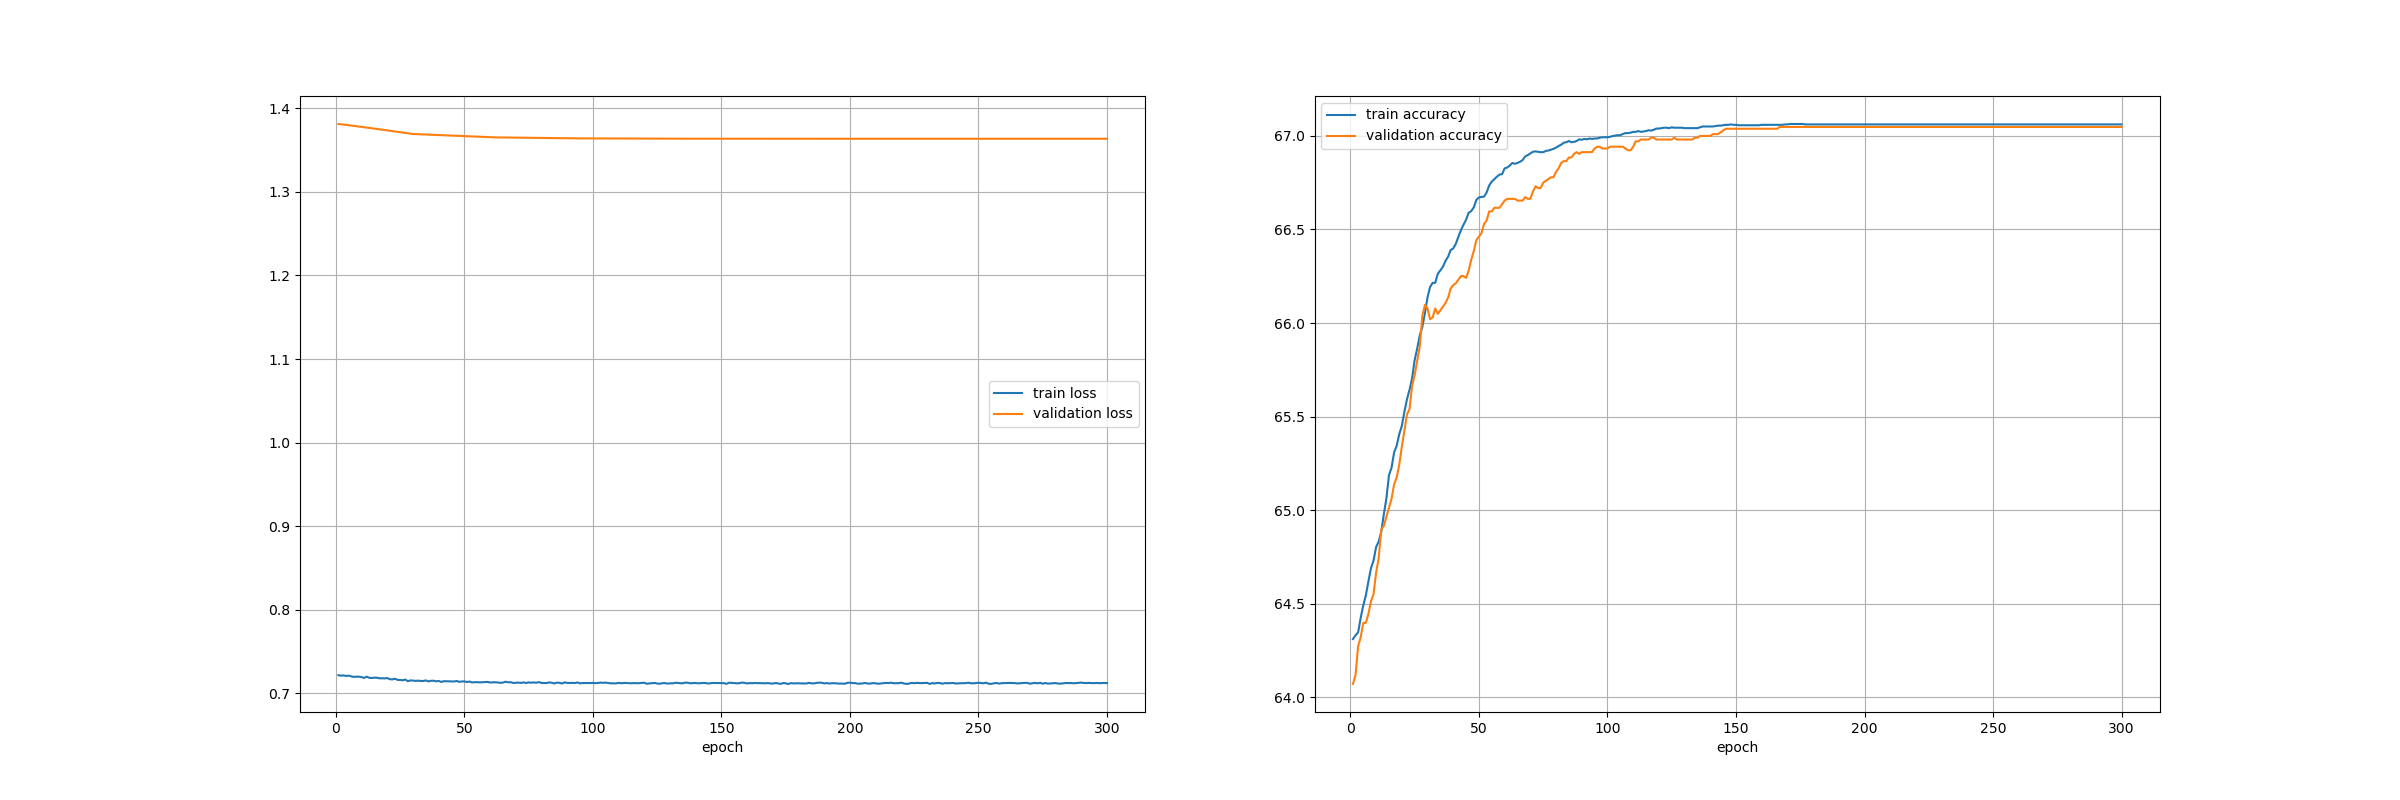 1.4
1.3
1.2
1.1
1.0
0.9
0.8
0.7
train loss
validation loss
0 50 100 150 200 250 300
epoch
train accuracy
validation accuracy
67.0
66.5
66.0
65.5
65.0
64.5
64.0
0 50 100 150 200 250 300
epoch